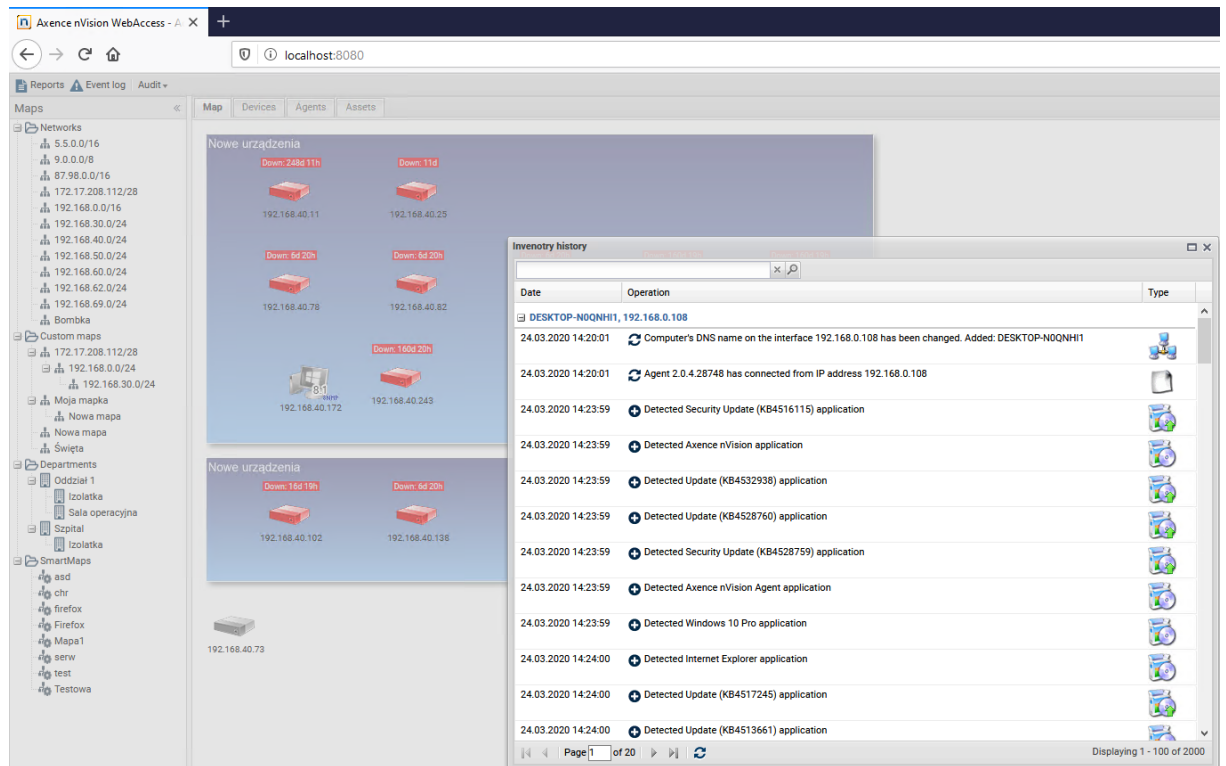 Axence nVision WebAccess - A
localhost:8080
Reports Event log Audit
Maps
Map Devices Agents Assets
Networks
5.5.0.0/16
9.0.0.0/8
87.98.0.0/16
172.17.208.112/28
192.168.0.0/16
192.168.30.0/24
192.168.40.0/24
192.168.50.0/24
192.168.60.0/24
192.168.62.0/24
192.168.69.0/24
Bombka
Custom maps
172.17.208.112/28
192.168.0.0/24
192.168.30.0/24
Moja mapka
Nowa mapa
Nowa mapa
Święta
Departments
Oddział 1
Izolatka
Sala operacyjna
Szpital
Izolatka
SmartMaps
asd
chr
firefox
Firefox
Mapa1
serw
test
Testowa
Nowe urządzenia
Down: 248d 11h Down: 11d
192.168.40.11 192.168.40.25
Down: 6d 20h Down: 6d 20h
192.168.40.78 192.168.40.82
Down: 160d 20h
8.1
192.168.40.172 192.168.40.243
Nowe urządzenia
Down: 16d 19h Down: 6d 20h
192.168.40.102 192.168.40.138
192.168.40.73
Invenotry history
Date Operation Type
DESKTOP-N0QNHI1, 192.168.0.108
24.03.2020 14:20:01 Computer's DNS name on the interface 192.168.0.108 has been changed. Added: DESKTOP-N0QNHI1
24.03.2020 14:20:01 Agent 2.0.4.28748 has connected from IP address 192.168.0.108
24.03.2020 14:23:59 Detected Security Update (KB4516115) application
24.03.2020 14:23:59 Detected Axence nVision application
24.03.2020 14:23:59 Detected Update (KB4532938) application
24.03.2020 14:23:59 Detected Update (KB4528760) application
24.03.2020 14:23:59 Detected Security Update (KB4528759) application
24.03.2020 14:23:59 Detected Axence nVision Agent application
24.03.2020 14:23:59 Detected Windows 10 Pro application
24.03.2020 14:24:00 Detected Internet Explorer application
24.03.2020 14:24:00 Detected Update (KB4517245) application
24.03.2020 14:24:00 Detected Update (KB4513661) application
Page 1 of 20 Displaying 1 - 100 of 2000